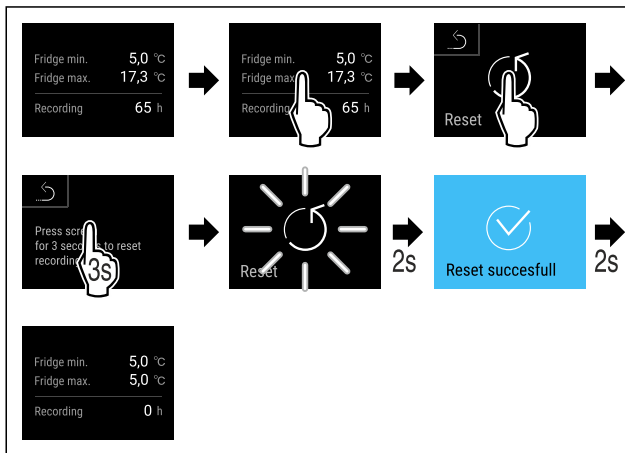 Fridge min. 5,0 °C
Fridge max. 17,3 °C
Recording 65 h
Fridge min. 5,0 °C
Fridge max 17,3 °C
Recording 65 h
Reset
Press scre
for 3 seconds to reset
recording
3s
Reset
2s
Reset succesfull
2s
Fridge min. 5,0 °C
Fridge max. 5,0 °C
Recording 0 h